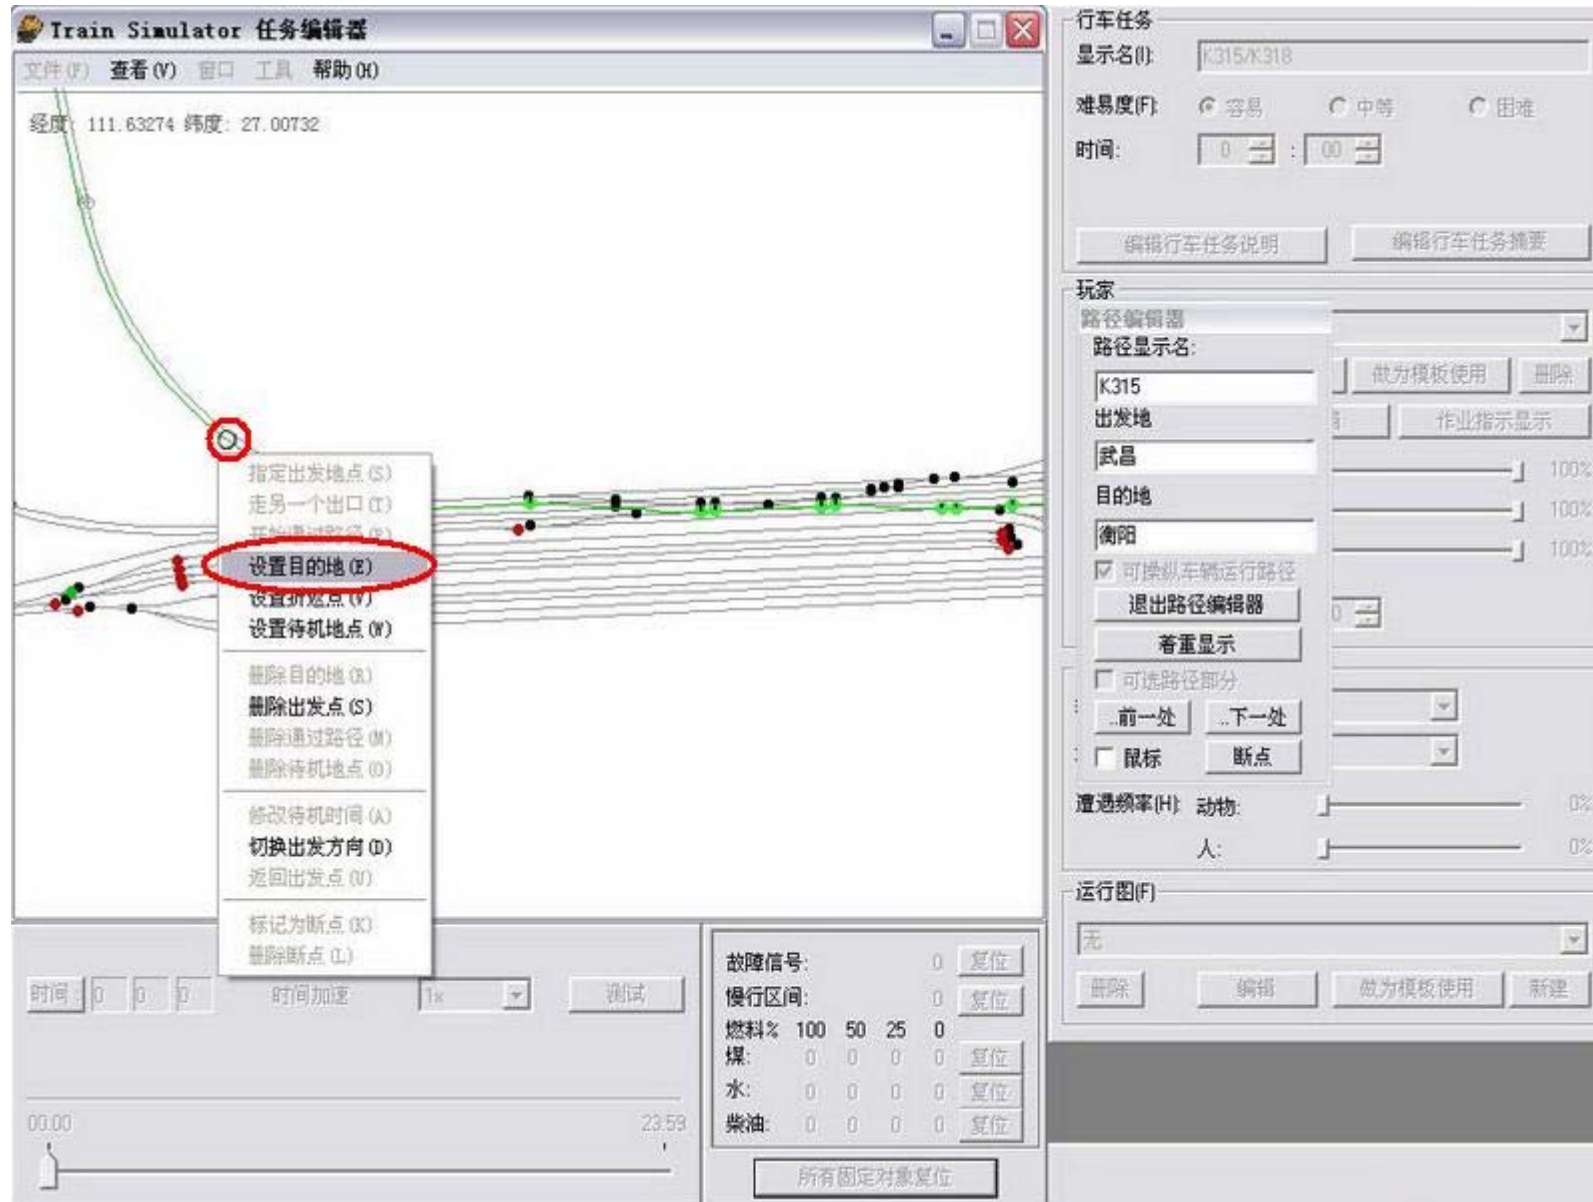 Train Simulator 任务编辑器
文件(F) 查看(V) 窗口 工具 帮助(H)
经度: 111.63274 纬度: 27.00732
指定出发地点(S)
走另一个出口(T)
设置目的地(E)
设置折返点(V)
设置待机地点(W)
删除目的地(R)
删除出发点(S)
删除通过路径(M)
删除待机地点(O)
修改待机时间(A)
切换出发方向(D)
返回出发点(U)
标记为断点(K)
删除断点(L)
时间 0 0 0 时间加速 1x 测试
00:00 23:59
故障信号: 0 复位
慢行区间: 0 复位
燃料% 100 50 25 0
煤: 0 0 0 0 复位
水: 0 0 0 0 复位
柴油: 0 0 0 0 复位
所有固定对象复位
行车任务
显示名(I): K315/K318
难易度(F): 容易 中等 困难
时间: 0 : 00
编辑行车任务说明 编辑行车任务摘要
玩家
路径编辑器
路径显示名:
K315
做为模板使用 删除
出发地
作业指示显示
武昌
100%
目的地
100%
衡阳
100%
可操纵车辆运行路径
退出路径编辑器
0
着重显示
可选路径部分
..前一处 ..下一处
鼠标 断点
遭遇频率(H): 动物: 0%
人: 0%
运行图(F)
无
删除 编辑 做为模板使用 新建